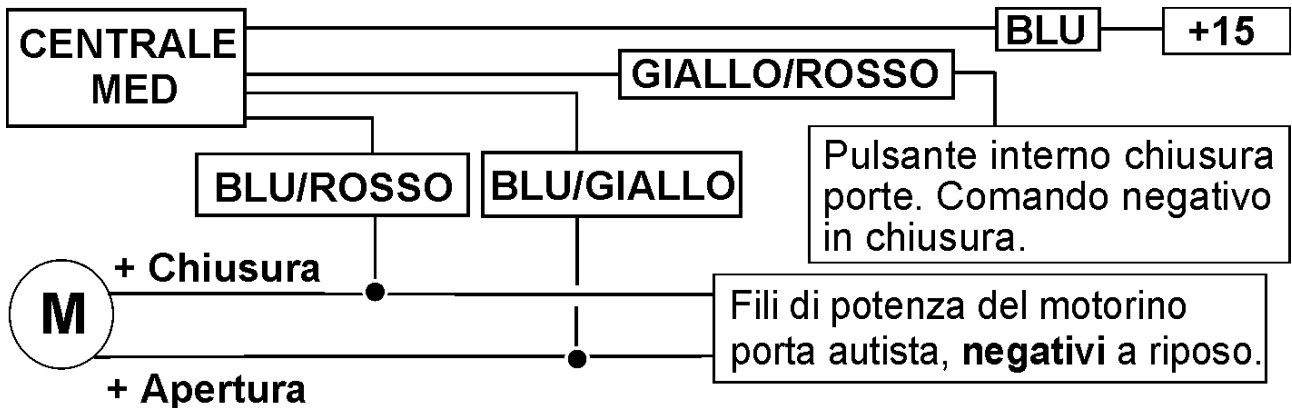 CENTRALE
MED
BLU
+15
GIALLO/ROSSO
Pulsante interno chiusura
porte. Comando negativo
in chiusura.
BLU/ROSSO
BLU/GIALLO
+ Chiusura
M
Fili di potenza del motorino
porta autista, negativi a riposo.
+ Apertura